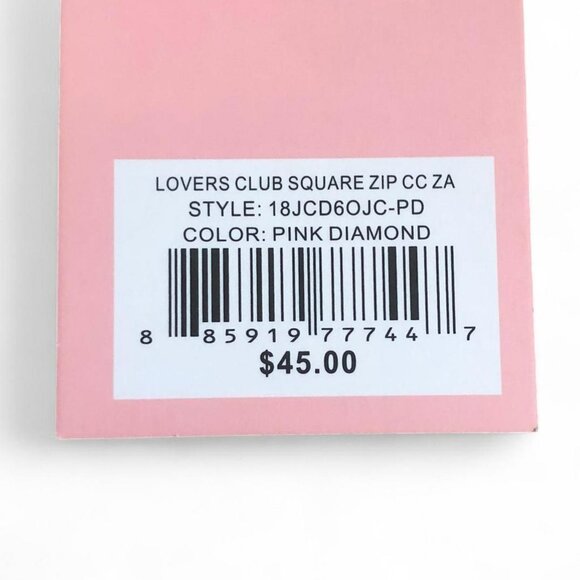 LOVERS CLUB SQUARE ZIP CC ZA
STYLE: 18JCD6OJC-PD
COLOR: PINK DIAMOND
8 85919 77744 7
$45.00